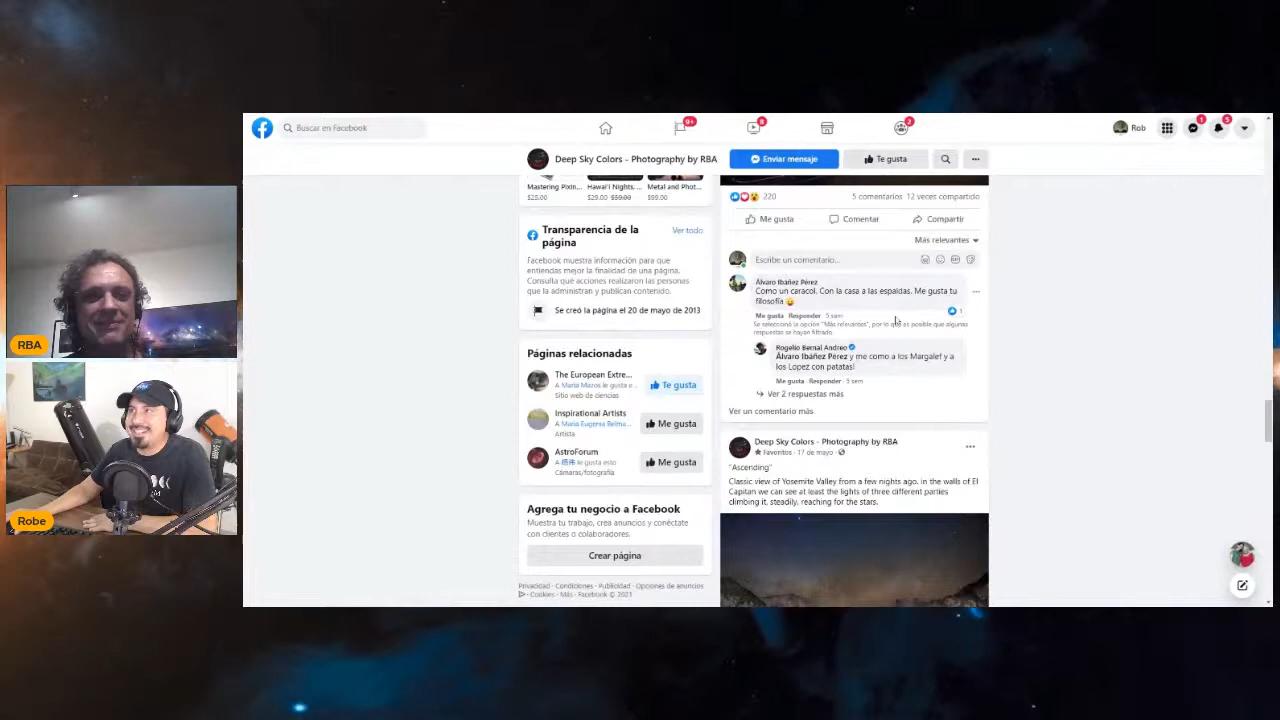 Buscar en Facebook
9+
8
2
Rob
1
5
Deep Sky Colors - Photography by RBA
Enviar mensaje
Te gusta
Mastering Pixin...
$25.00
Hawai'i Nights, ...
$29.00 $59.00
Metal and Phot...
$99.00
Transparencia de la
página
Ver todo
Facebook muestra información para que
entiendas mejor la finalidad de una página.
Consulta qué acciones realizaron las personas
que la administran y publican contenido.
Se creó la página el 20 de mayo de 2013
Páginas relacionadas
The European Extre...
A Maria Mazos le gusta e...
Sitio web de ciencias
Te gusta
Inspirational Artists
A Maria Eugenia Belma...
Artista
Me gusta
AstroForum
le gusta esto
Cámaras/fotografía
Me gusta
Agrega tu negocio a Facebook
Muestra tu trabajo, crea anuncios y conéctate
con clientes o colaboradores.
Crear página
Privacidad · Condiciones · Publicidad · Opciones de anuncios
· Cookies · Más · Facebook © 2021
220
5 comentarios 12 veces compartido
Me gusta
Comentar
Compartir
Más relevantes
Escribe un comentario...
Álvaro Ibáñez Pérez
Como un caracol. Con la casa a las espaldas. Me gusta tu
filosofía
1
Me gusta · Responder · 5 sem
Se seleccionó la opción "Más relevantes", por lo que es posible que algunas
respuestas se hayan filtrado.
Rogelio Bernal Andreo
Álvaro Ibáñez Pérez y me como a los Margalef y a
los Lopez con patatas!
Me gusta · Responder · 5 sem
Ver 2 respuestas más
Ver un comentario más
Deep Sky Colors - Photography by RBA
Favoritos · 17 de mayo ·
"Ascending"
Classic view of Yosemite Valley from a few nights ago. in the walls of El
Capitan we can see at least the lights of three different parties
climbing it, steadily, reaching for the stars.
RBA
Robe